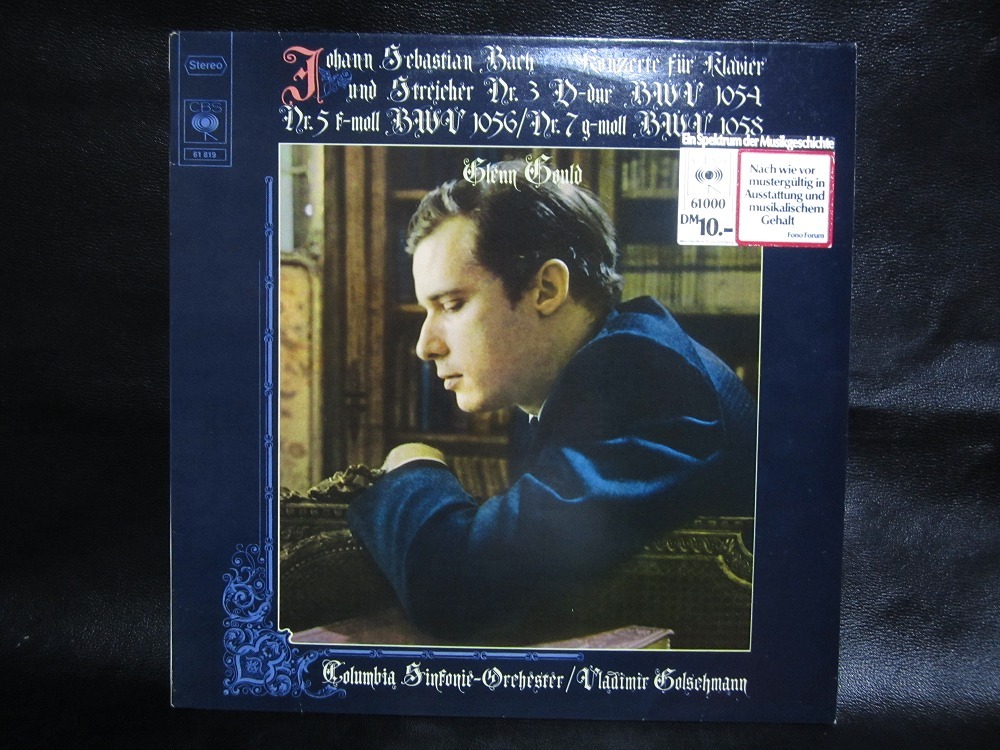 Stereo
CBS
61 819
Johann Sebastian Bach Konzerte für Klavier
und Streicher Nr. 3 D-dur BWV 1054
Nr. 5 f-moll BWV 1056/Nr. 7 g-moll BWV 1058
Ein Spektrum der Musikgeschichte
61000
DM 10.-
Nach wie vor
mustergültig in
Ausstattung und
musikalischem
Gehalt
Fono Forum
Glenn Gould
Columbia Sinfonie-Orchester/Vladimir Golschmann